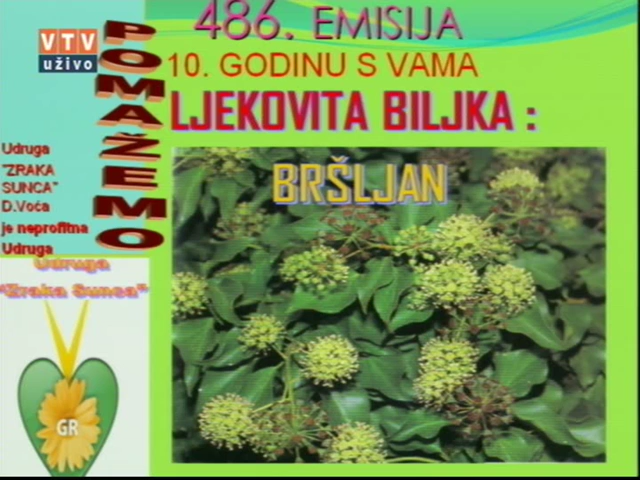 486. EMISIJA
VTV
uživo
10. GODINU S VAMA
POMAŽEMO
LJEKOVITA BILJKA :
BRŠLJAN
Udruga
"ZRAKA
SUNCA"
D.Voća
je neprofitna
Udruga
Udruga
"Zraka Sunca"
GR